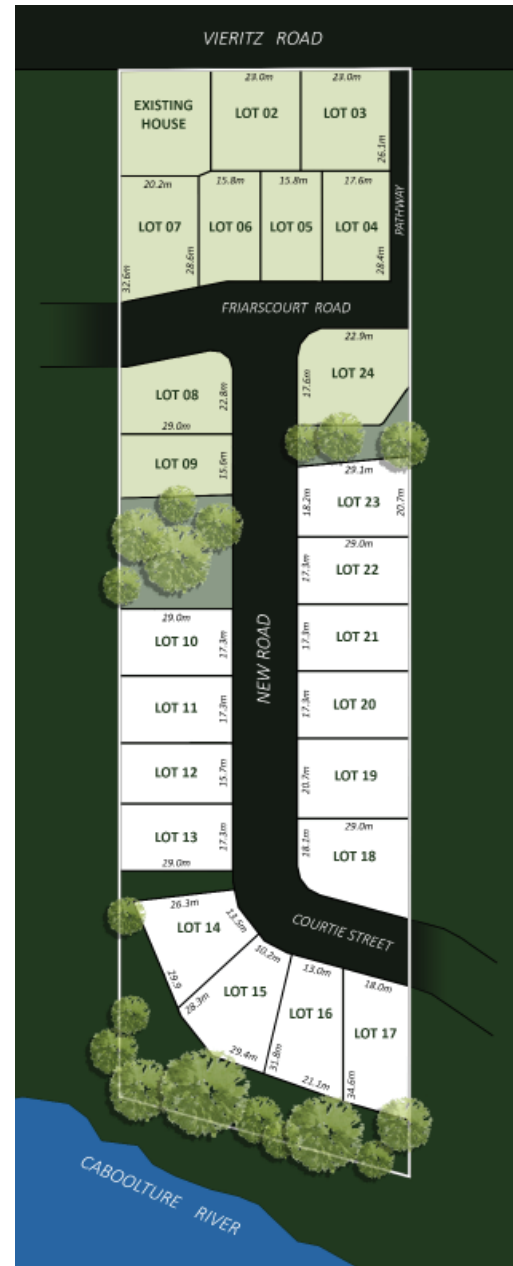 VIERITZ ROAD
23.0m
23.0m
EXISTING
HOUSE
LOT 02
LOT 03
26.1m
20.2m
15.8m
15.8m
17.6m
PATHWAY
LOT 07
LOT 06
LOT 05
LOT 04
32.6m
28.6m
28.4m
FRIARSCOURT ROAD
22.9m
LOT 24
17.6m
LOT 08
22.8m
29.0m
LOT 09
15.6m
29.1m
18.2m
LOT 23
20.7m
29.0m
17.3m
LOT 22
29.0m
LOT 10
17.3m
NEW ROAD
17.3m
LOT 21
LOT 11
17.3m
17.3m
LOT 20
LOT 12
15.7m
20.7m
LOT 19
LOT 13
17.3m
29.0m
29.0m
18.1m
LOT 18
26.3m
LOT 14
13.5m
COURTIE STREET
19.9
10.2m
13.0m
18.0m
28.3m
LOT 15
LOT 16
LOT 17
29.4m
31.8m
21.1m
34.6m
CABOOLTURE RIVER